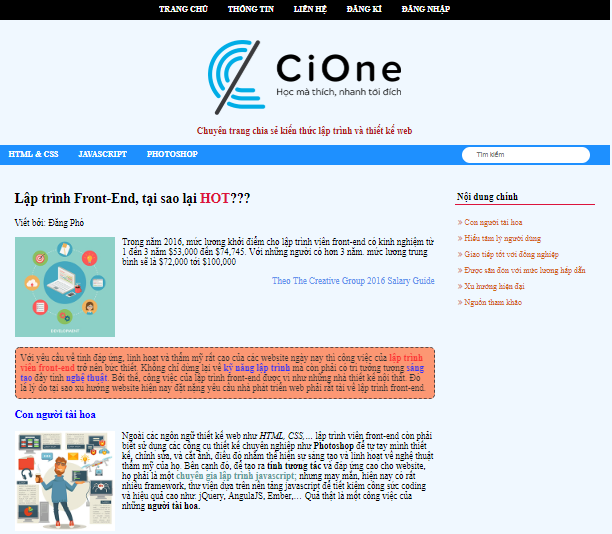 TRANG CHỦ THÔNG TIN LIÊN HỆ ĐĂNG KÍ ĐĂNG NHẬP
CiOne
Học mà thích, nhanh tới đích
Chuyên trang chia sẻ kiến thức lập trình và thiết kế web
HTML & CSS JAVASCRIPT PHOTOSHOP Tìm kiếm
Lập trình Front-End, tại sao lại HOT???
Viết bởi: Đăng Phò
Trong năm 2016, mức lương khởi điểm cho lập trình viên front-end có kinh nghiệm từ
1 đến 3 năm $53,000 đến $74,745. Với những người có hơn 3 năm. mức lương trung
bình sẽ là $72,000 tới $100,000
Theo The Creative Group 2016 Salary Guide
DEVELOPMENT
Với yêu cầu về tính đáp ứng, linh hoạt và thẩm mỹ rất cao của các website ngày nay thì công việc của lập trình
viên front-end trở nên bức thiết. Không chỉ dừng lại về kỹ năng lập trình mà còn phải có trí tưởng tượng sáng
tạo đầy tính nghệ thuật. Bởi thế, công việc của lập trình front-end được ví như những nhà thiết kế nội thất. Đó
là lý do tại sao xu hướng website hiện nay đặt nặng yêu cầu nhà phát triển web phải rất tài về lập trình front-end.
Con người tài hoa
Ngoài các ngôn ngữ thiết kế web như HTML, CSS,… lập trình viên front-end còn phải
biết sử dụng các công cụ thiết kế chuyên nghiệp như Photoshop để tự tay mình thiết
kế, chỉnh sửa, và cắt ảnh, điều đó nhằm thể hiện sự sáng tạo và linh hoạt về nghệ thuật
thẩm mỹ của họ. Bên cạnh đó, để tạo ra tính tương tác và đáp ứng cao cho website,
họ phải là một chuyên gia lập trình javascript; nhưng may mắn, hiện nay có rất
nhiều framework, thư viện dựa trên nền tảng javascript để tiết kiệm công sức coding
và hiệu quả cao như: jQuery, AngulaJS, Ember,… Quả thật là một công việc của
những người tài hoa.
Nội dung chính
» Con người tài hoa
» Hiểu tâm lý người dùng
» Giao tiếp tốt với đồng nghiệp
» Được săn đón với mức lương hấp dẫn
» Xu hướng hiện đại
» Nguồn tham khảo